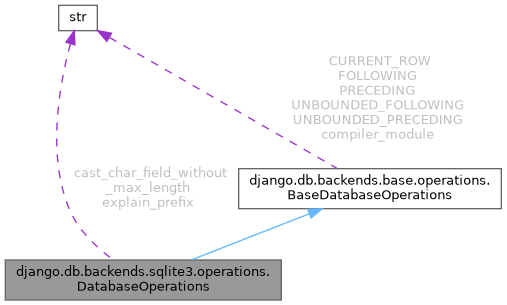 str
CURRENT_ROW
FOLLOWING
PRECEDING
UNBOUNDED_FOLLOWING
UNBOUNDED_PRECEDING
compiler_module
cast_char_field_without
_max_length
explain_prefix
django.db.backends.base.operations.
BaseDatabaseOperations
django.db.backends.sqlite3.operations.
DatabaseOperations